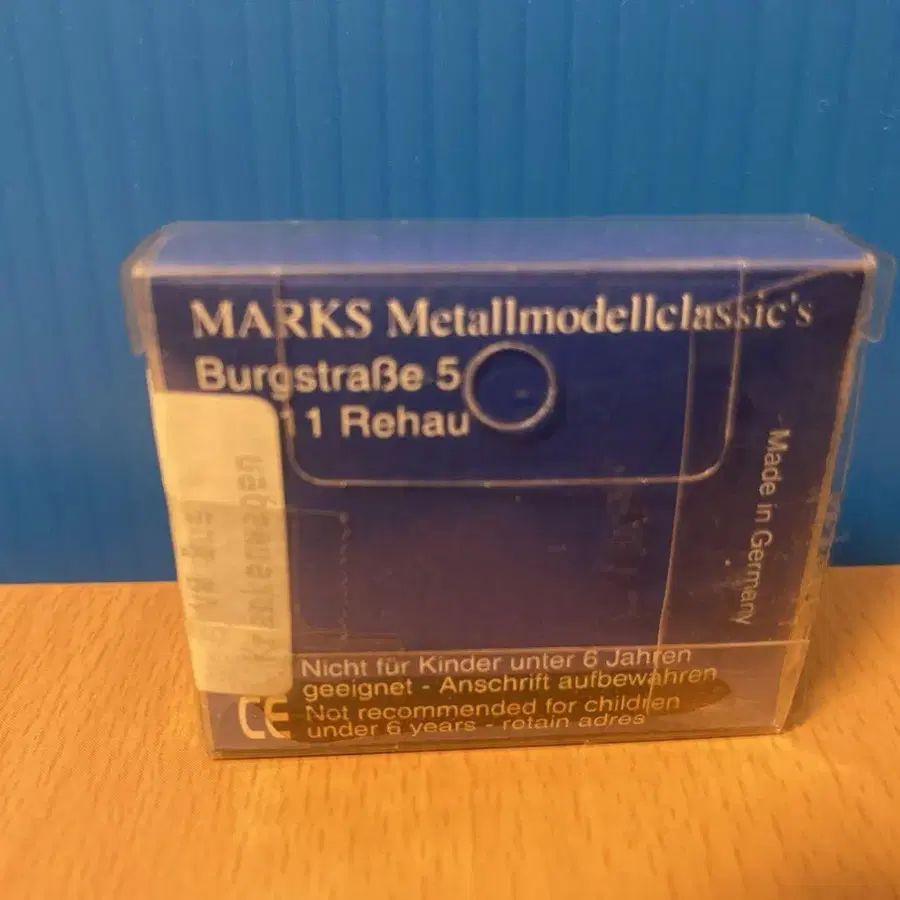 MARKS Metallmodellclassic's
Burgstraße 5
11 Rehau
Made in Germany
Nicht für Kinder unter 6 Jahren
geeignet - Anschrift aufbewahren
CE
Not recommended for children
under 6 years - retain adres